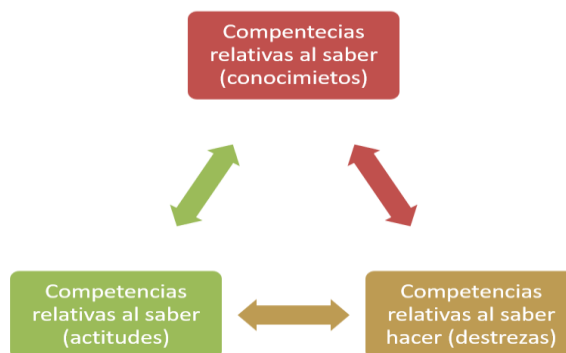 Compentecias
relativas al saber
(conocimietos)
Competencias
relativas al saber
(actitudes)
Competencias
relativas al saber
hacer (destrezas)